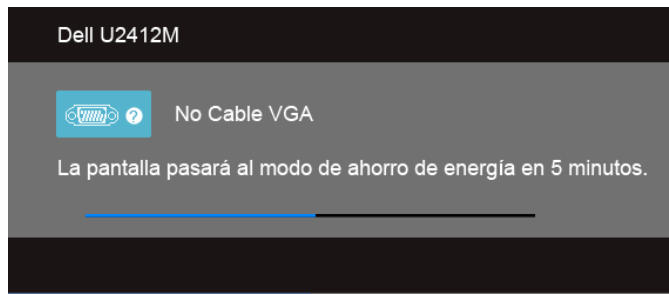 Dell U2412M
No Cable VGA
La pantalla pasará al modo de ahorro de energía en 5 minutos.